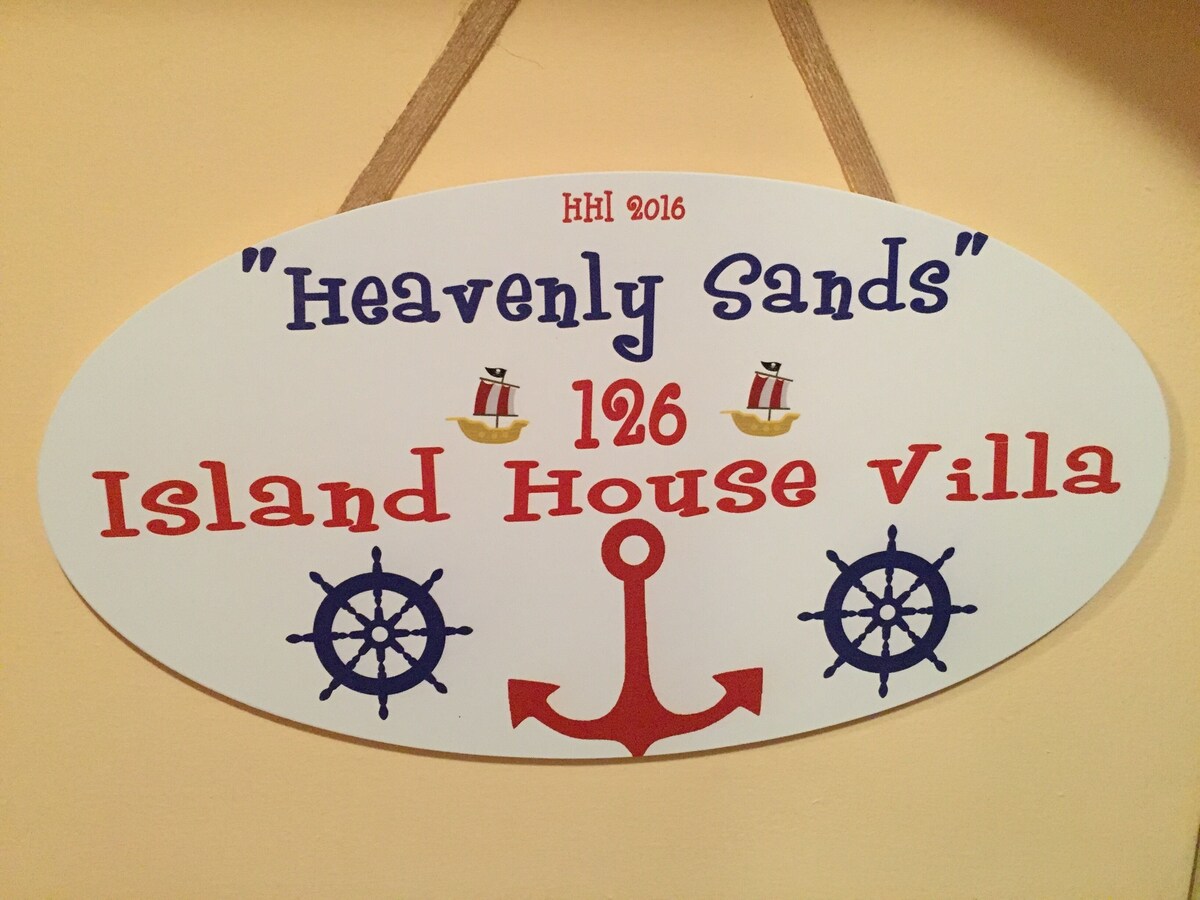 HHI 2016
"Heavenly Sands"
126
Island House Villa